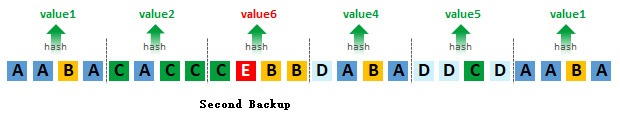 value1 value2 value6 value4 value5 value1
hash hash hash hash hash hash
A A B A C A C C C E B B D A B A D D C D A A B A
Second Backup